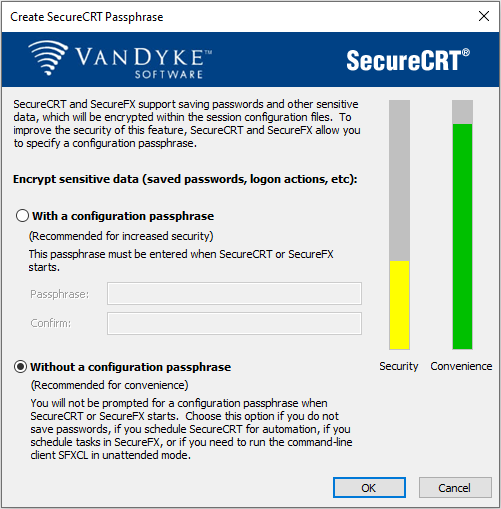 Create SecureCRT Passphrase
VANDYKE™
SOFTWARE
SecureCRT®
SecureCRT and SecureFX support saving passwords and other sensitive
data, which will be encrypted within the session configuration files. To
improve the security of this feature, SecureCRT and SecureFX allow you
to specify a configuration passphrase.
Encrypt sensitive data (saved passwords, logon actions, etc):
With a configuration passphrase
(Recommended for increased security)
This passphrase must be entered when SecureCRT or SecureFX
starts.
Passphrase:
Confirm:
Security
Convenience
Without a configuration passphrase
(Recommended for convenience)
You will not be prompted for a configuration passphrase when
SecureCRT or SecureFX starts. Choose this option if you do not
save passwords, if you schedule SecureCRT for automation, if you
schedule tasks in SecureFX, or if you need to run the command-line
client SFXCL in unattended mode.
OK
Cancel